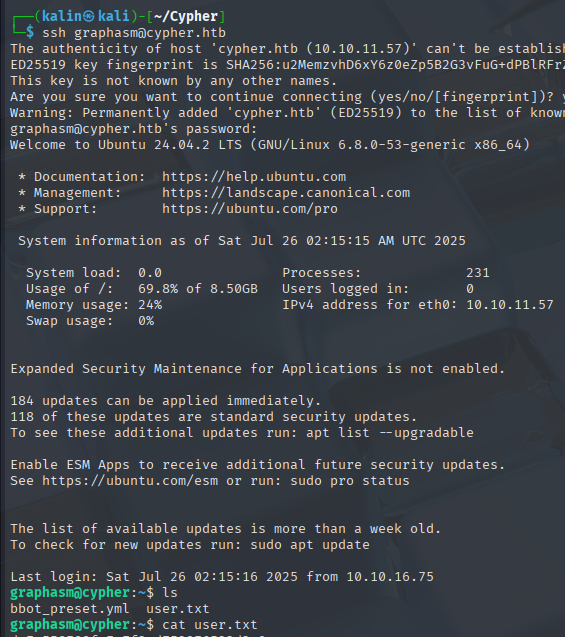 ┌──(kalin㉿kali)-[~/Cypher]
└─$ ssh graphasm@cypher.htb
The authenticity of host 'cypher.htb (10.10.11.57)' can't be establis
ED25519 key fingerprint is
This key is not known by any other names.
Are you sure you want to continue connecting (yes/no/[fingerprint])?
Warning: Permanently added 'cypher.htb' (ED25519) to the list of know
graphasm@cypher.htb's password:
Welcome to Ubuntu 24.04.2 LTS (GNU/Linux 6.8.0-53-generic x86_64)
* Documentation: https://help.ubuntu.com
* Management: https://landscape.canonical.com
* Support: https://ubuntu.com/pro
System information as of Sat Jul 26 02:15:15 AM UTC 2025
System load: 0.0 Processes: 231
Usage of /: 69.8% of 8.50GB Users logged in: 0
Memory usage: 24% IPv4 address for eth0: 10.10.11.57
Swap usage: 0%
Expanded Security Maintenance for Applications is not enabled.
184 updates can be applied immediately.
118 of these updates are standard security updates.
To see these additional updates run: apt list --upgradable
Enable ESM Apps to receive additional future security updates.
See https://ubuntu.com/esm or run: sudo pro status
The list of available updates is more than a week old.
To check for new updates run: sudo apt update
Last login: Sat Jul 26 02:15:16 2025 from 10.10.16.75
graphasm@cypher:~$ ls
bbot_preset.yml user.txt
graphasm@cypher:~$ cat user.txt